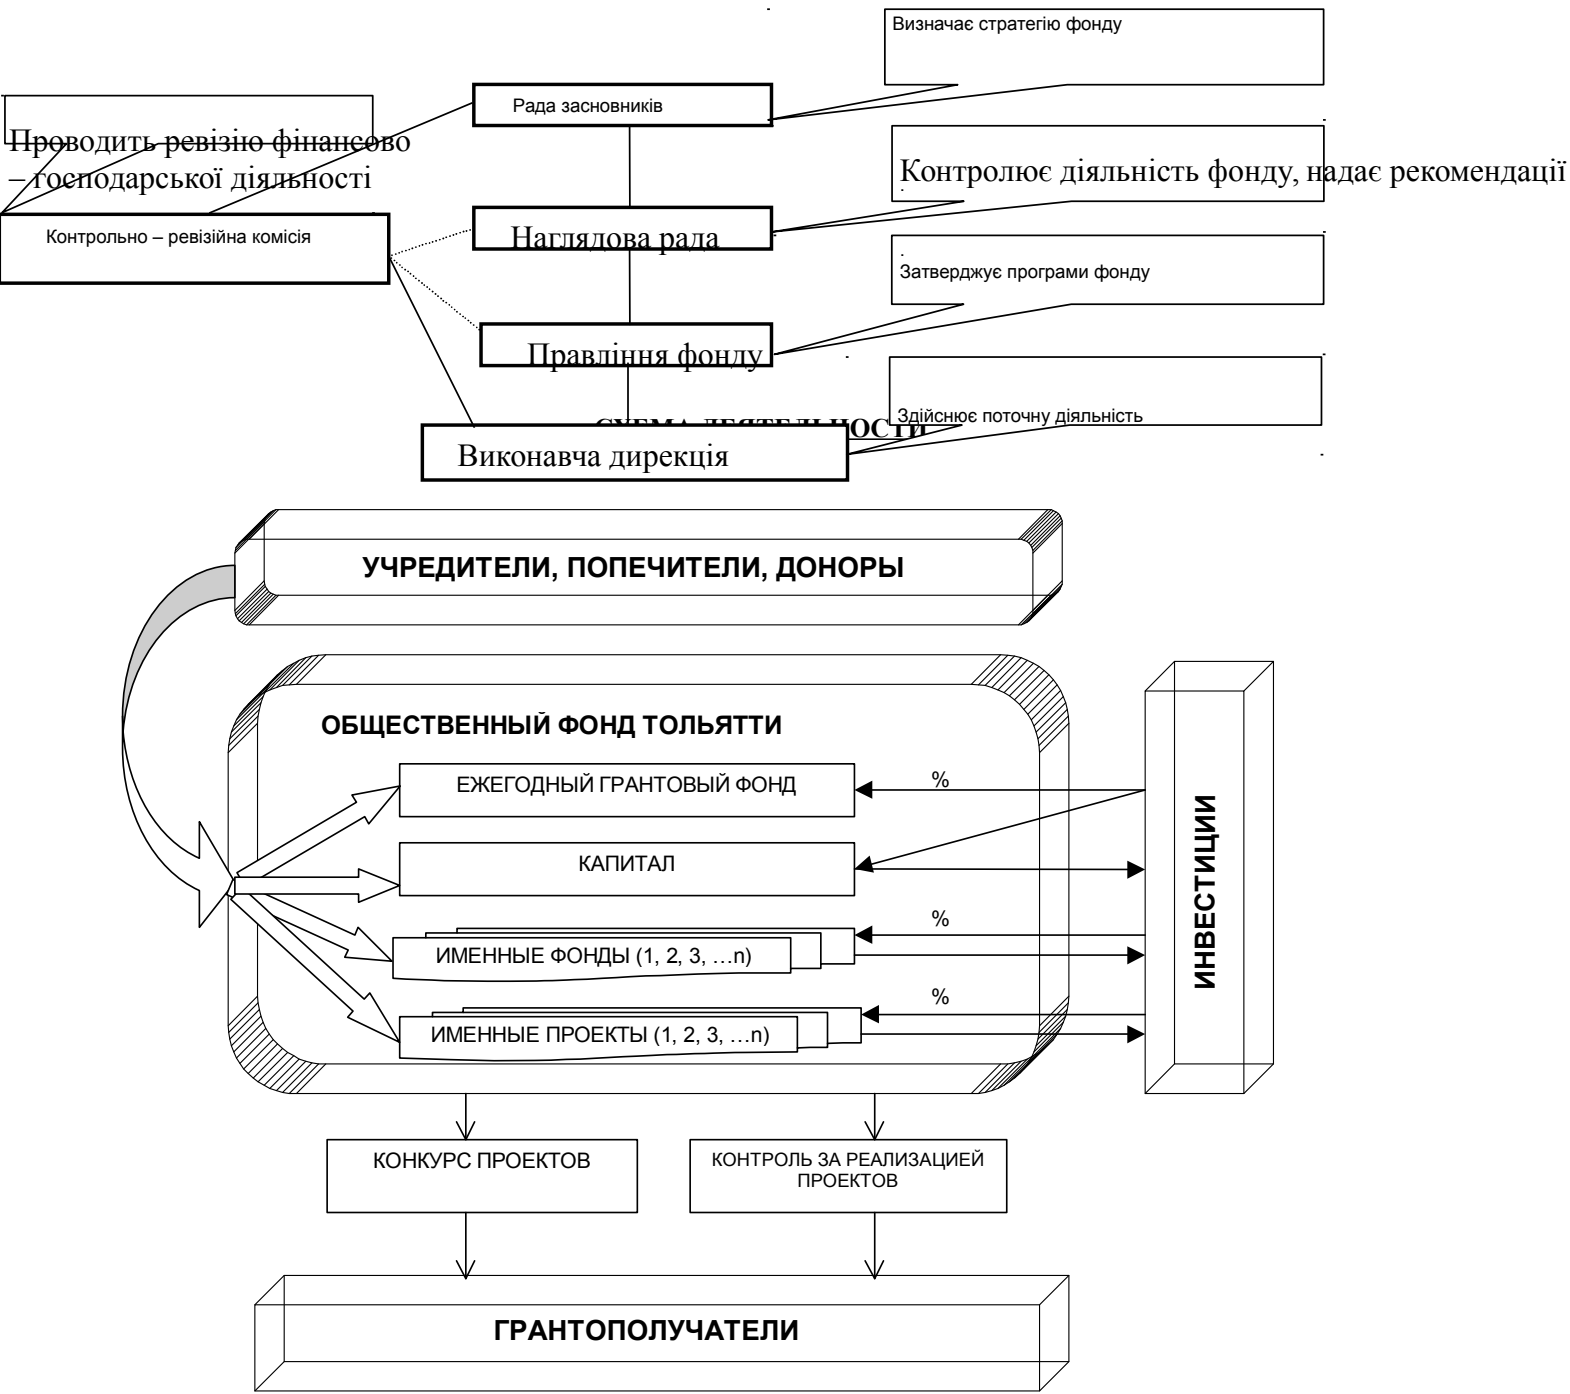 Визначає стратегію фонду
Рада засновників
Проводить ревізію фінансово
– господарської діяльності
Контролює діяльність фонду, надає рекомендації
Контрольно – ревізійна комісія
Наглядова рада
Затверджує програми фонду
Правління фонду
Здійснює поточну діяльність
СХЕМА ДЕЯТЕЛЬНОСТИ
Виконавча дирекція
УЧРЕДИТЕЛИ, ПОПЕЧИТЕЛИ, ДОНОРЫ
ОБЩЕСТВЕННЫЙ ФОНД ТОЛЬЯТТИ
ЕЖЕГОДНЫЙ ГРАНТОВЫЙ ФОНД
%
КАПИТАЛ
ИНВЕСТИЦИИ
%
ИМЕННЫЕ ФОНДЫ (1, 2, 3, …n)
%
ИМЕННЫЕ ПРОЕКТЫ (1, 2, 3, …n)
КОНКУРС ПРОЕКТОВ
КОНТРОЛЬ ЗА РЕАЛИЗАЦИЕЙ
ПРОЕКТОВ
ГРАНТОПОЛУЧАТЕЛИ